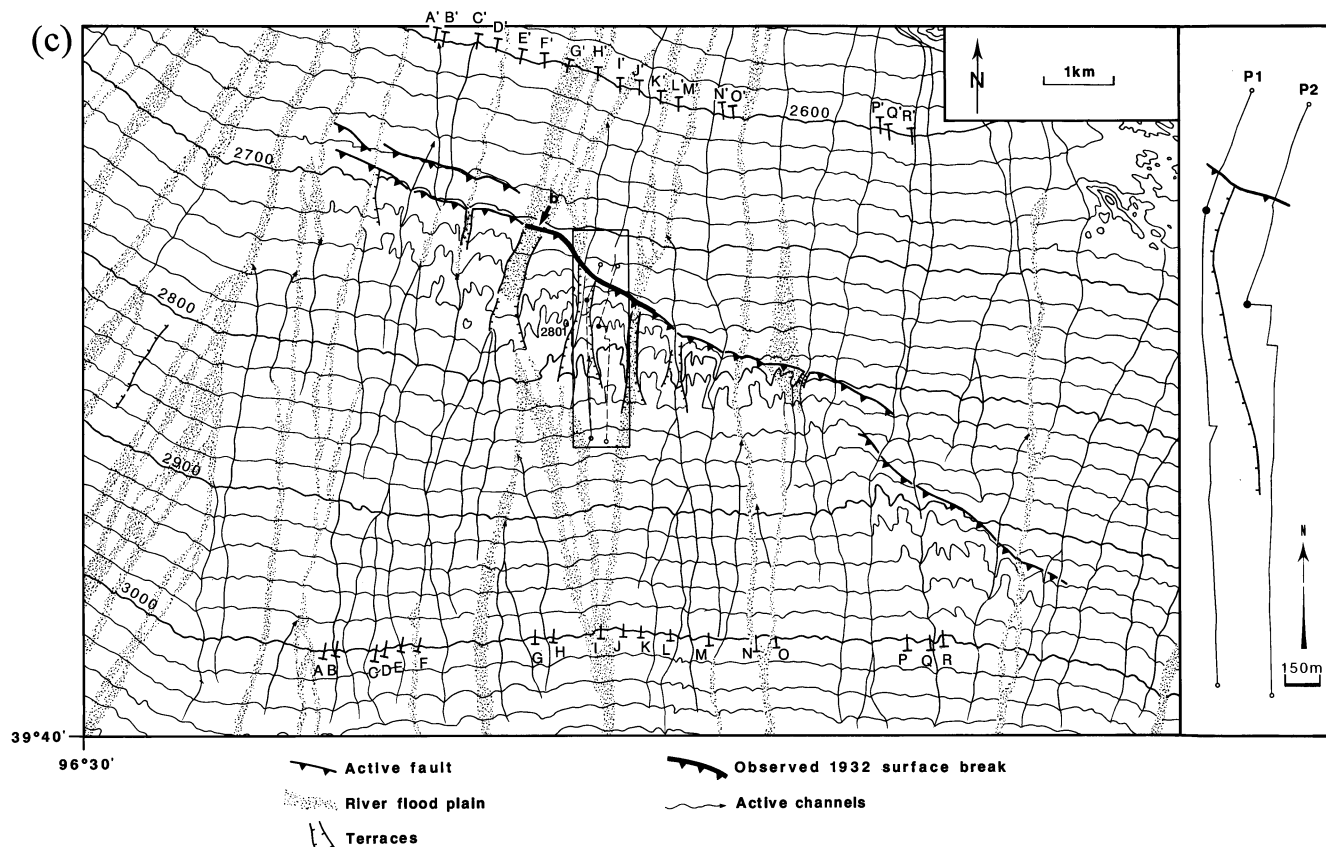 (c)
A' B' C' D' E' F' G' H' I' J' K' L' M' N' O' P' Q' R'
N
1km
P1
P2
2600
2700
b
2800
2801
2900
3000
A B C D E F G H I J K L M N O P Q R
N
150m
39°40'
96°30'
Active fault
Observed 1932 surface break
River flood plain
Active channels
Terraces